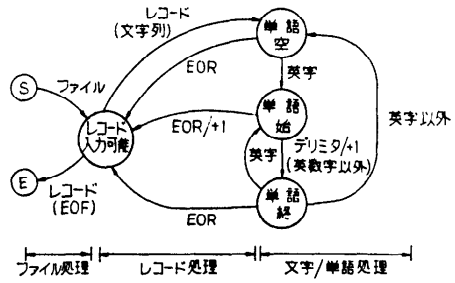 レコード
(文字列)
単語
空
EOR
英字
S
ファイル
レコード
入力可能
EOR/+1
単語
始
英字以外
英字
デリミタ/+1
(英数字以外)
E
レコード
(EOF)
EOR
単語
終
ファイル処理
レコード処理
文字/単語処理